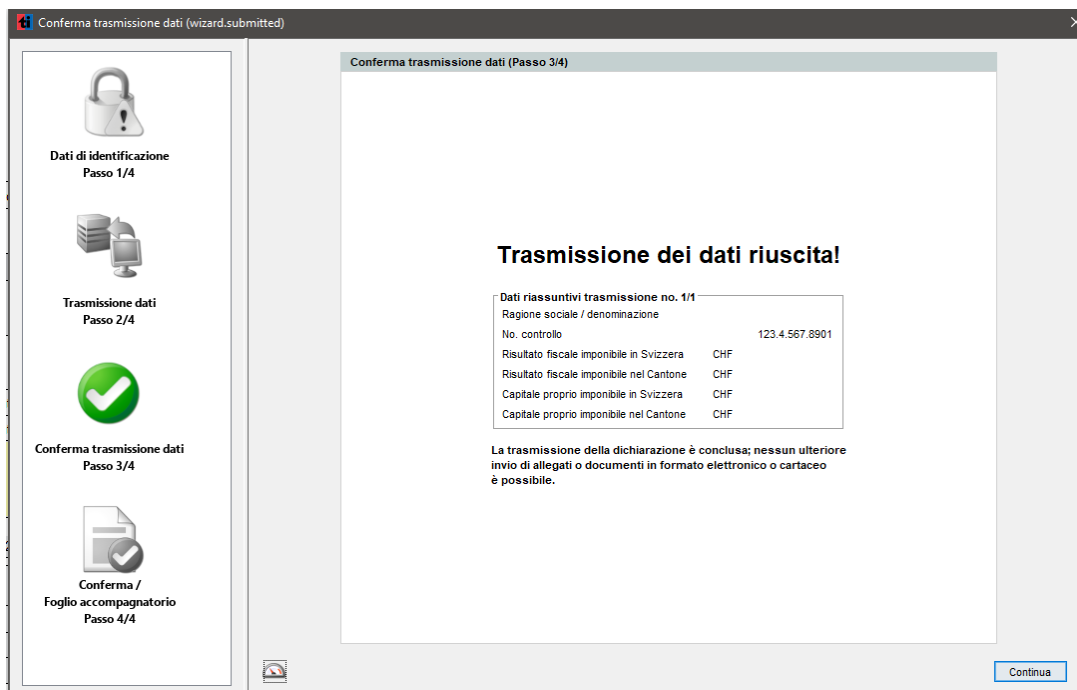 ti Conferma trasmissione dati (wizard.submitted)
Dati di identificazione
Passo 1/4
Trasmissione dati
Passo 2/4
Conferma trasmissione dati
Passo 3/4
Conferma /
Foglio accompagnatorio
Passo 4/4
Conferma trasmissione dati (Passo 3/4)
Trasmissione dei dati riuscita!
Dati riassuntivi trasmissione no. 1/1
Ragione sociale / denominazione
No. controllo 123.4.567.8901
Risultato fiscale imponibile in Svizzera CHF
Risultato fiscale imponibile nel Cantone CHF
Capitale proprio imponibile in Svizzera CHF
Capitale proprio imponibile nel Cantone CHF
La trasmissione della dichiarazione è conclusa; nessun ulteriore
invio di allegati o documenti in formato elettronico o cartaceo
è possibile.
Continua